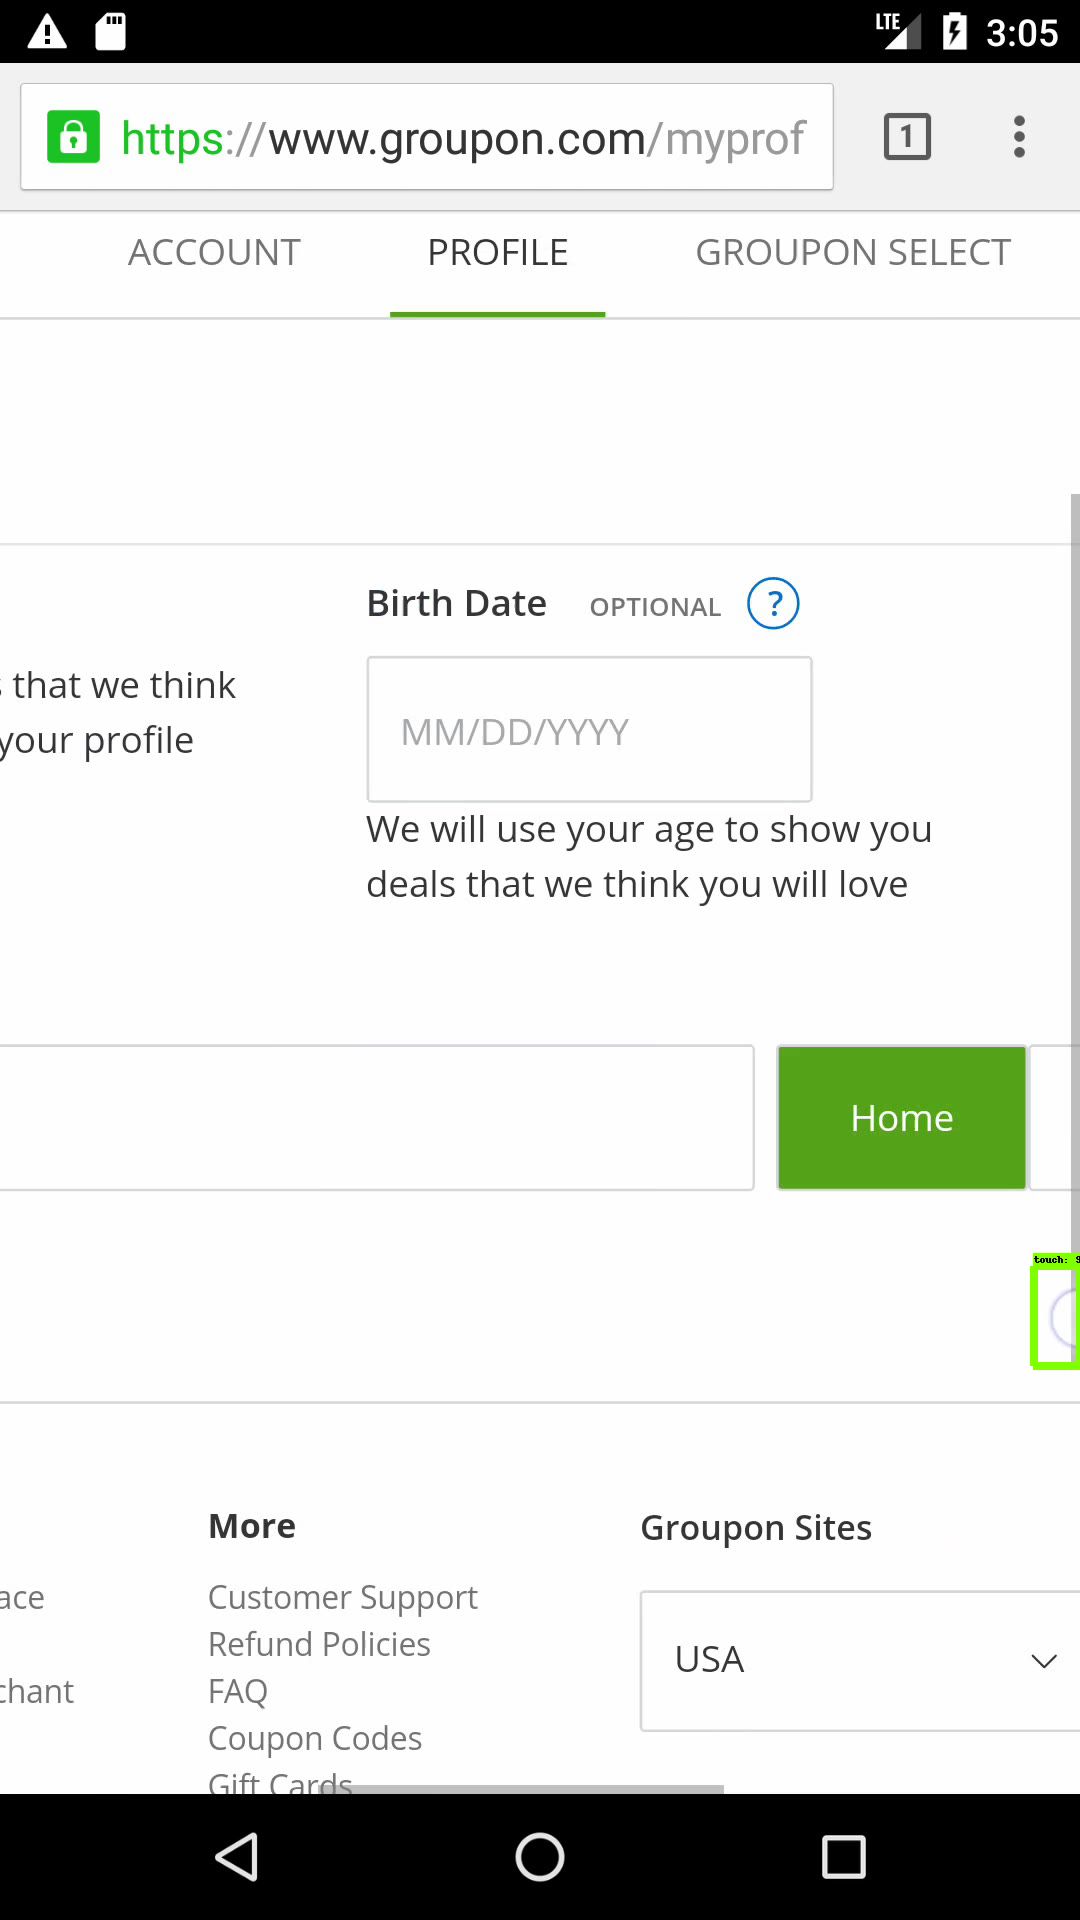 LTE 3:05
https://www.groupon.com/myprof 1
ACCOUNT PROFILE GROUPON SELECT
Birth Date OPTIONAL ?
that we think
your profile
MM/DD/YYYY
We will use your age to show you
deals that we think you will love
Home
touch:
More
Groupon Sites
ace
Customer Support
Refund Policies
USA
chant
FAQ
Coupon Codes
Gift Cards